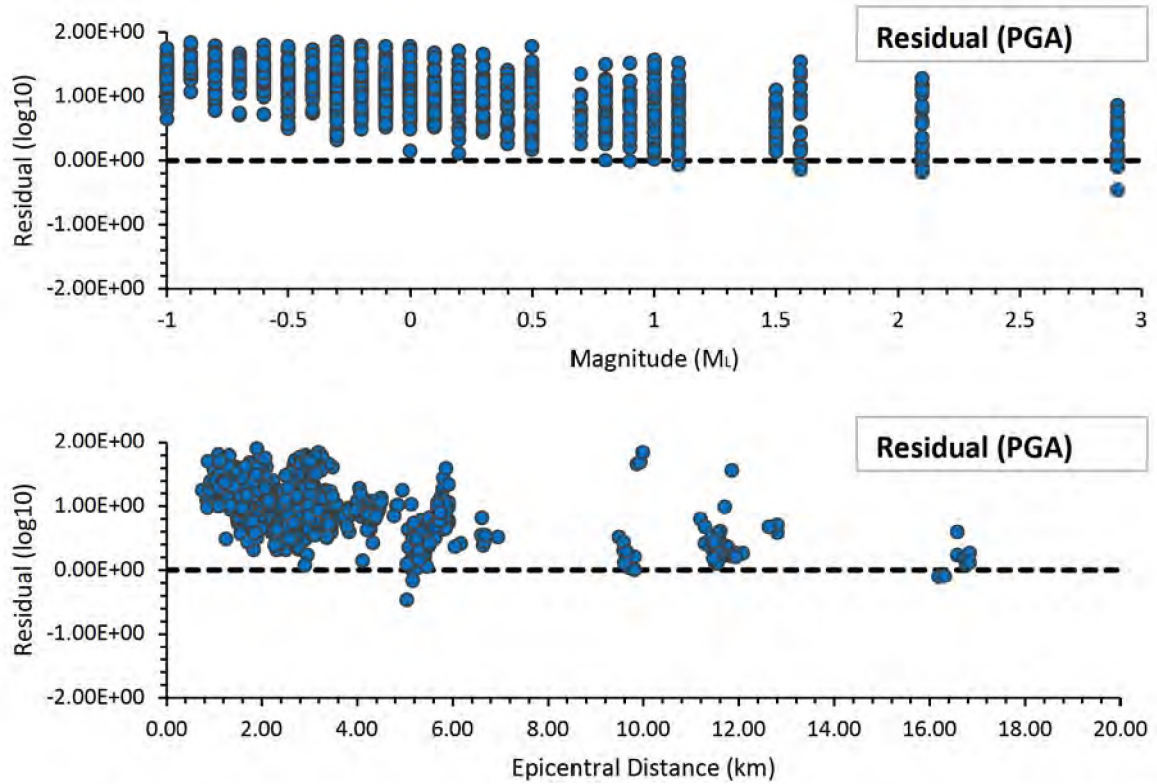 Residual (PGA)
Residual (log10)
2.00E+00
1.00E+00
0.00E+00
-1.00E+00
-2.00E+00
-1 -0.5 0 0.5 1 1.5 2 2.5 3
Magnitude (ML)
Residual (PGA)
Residual (log10)
2.00E+00
1.00E+00
0.00E+00
-1.00E+00
-2.00E+00
0.00 2.00 4.00 6.00 8.00 10.00 12.00 14.00 16.00 18.00 20.00
Epicentral Distance (km)